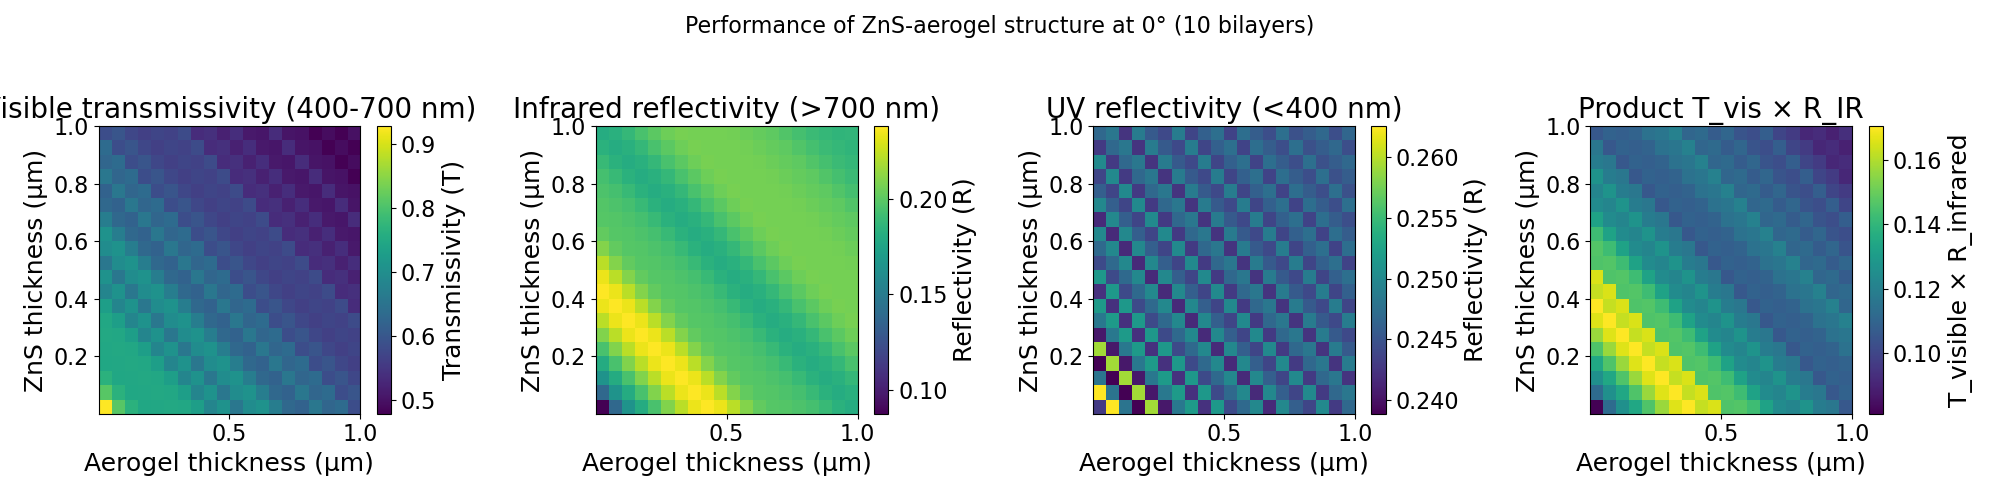 Performance of ZnS-aerogel structure at 0° (10 bilayers)
isible transmissivity (400-700 nm)
Infrared reflectivity (>700 nm)
UV reflectivity (<400 nm)
Product T_vis × R_IR
1.0
0.8
0.6
0.4
0.2
ZnS thickness (μm)
0.5
1.0
Aerogel thickness (μm)
0.9
0.8
0.7
0.6
0.5
Transmissivity (T)
1.0
0.8
0.6
0.4
0.2
ZnS thickness (μm)
0.5
1.0
Aerogel thickness (μm)
0.20
0.15
0.10
Reflectivity (R)
1.0
0.8
0.6
0.4
0.2
ZnS thickness (μm)
0.5
1.0
Aerogel thickness (μm)
0.260
0.255
0.250
0.245
0.240
Reflectivity (R)
1.0
0.8
0.6
0.4
0.2
ZnS thickness (μm)
0.5
1.0
Aerogel thickness (μm)
0.16
0.14
0.12
0.10
T_visible × R_infrared